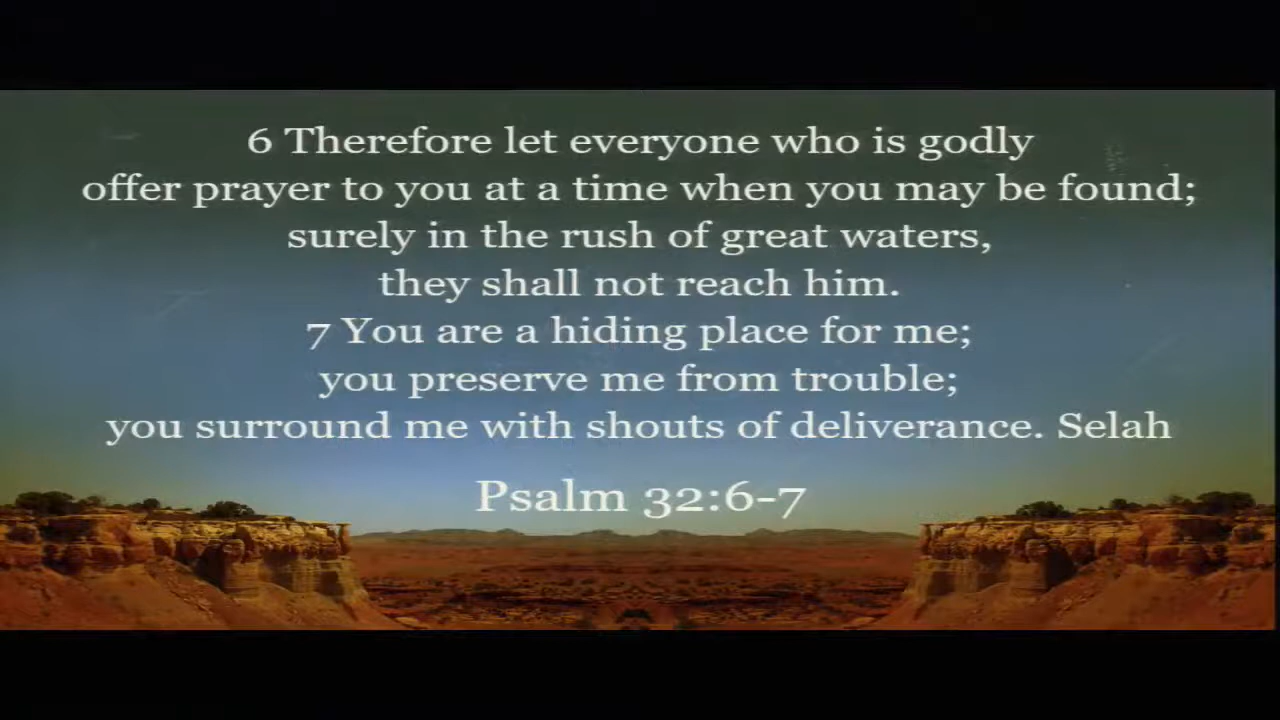 6 Therefore let everyone who is godly
offer prayer to you at a time when you may be found;
surely in the rush of great waters,
they shall not reach him.
7 You are a hiding place for me;
you preserve me from trouble;
you surround me with shouts of deliverance. Selah
Psalm 32:6-7